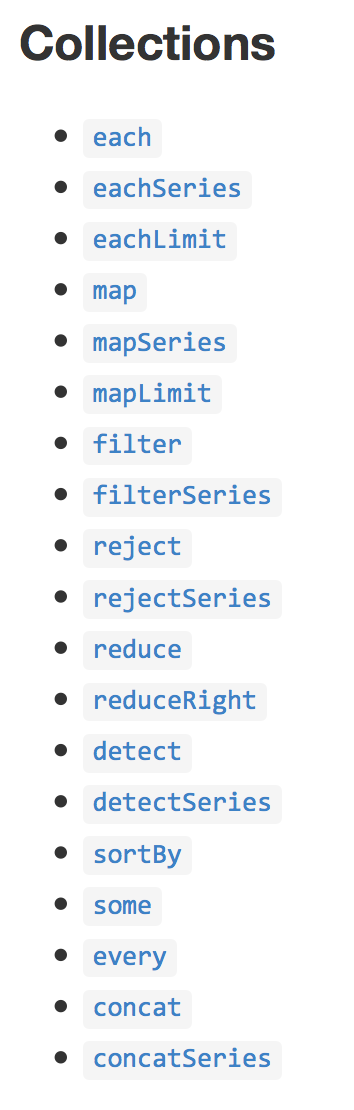 Collections
each
eachSeries
eachLimit
map
mapSeries
mapLimit
filter
filterSeries
reject
rejectSeries
reduce
reduceRight
detect
detectSeries
sortBy
some
every
concat
concatSeries